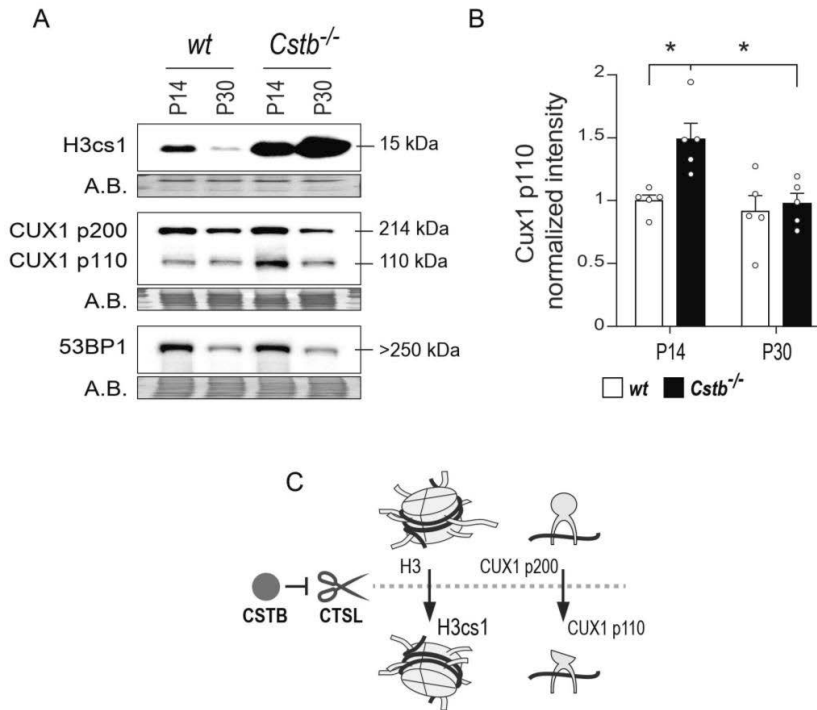 A
wt Cstb-/-
P14 P30 P14 P30
H3cs1 15 kDa
A.B.
CUX1 p200 214 kDa
CUX1 p110 110 kDa
A.B.
53BP1 >250 kDa
A.B.
B
* *
2
1.5
1
0.5
0
Cux1 p110
normalized intensity
P14 P30
wt Cstb-/-
C
H3 CUX1 p200
CSTB CTSL
H3cs1 CUX1 p110